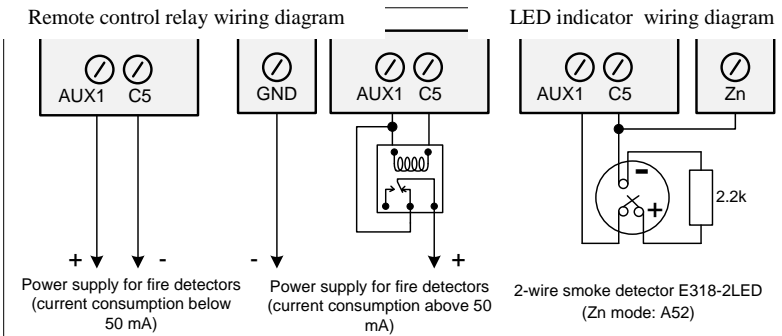 Remote control relay wiring diagram
LED indicator wiring diagram
AUX1 C5
GND
AUX1 C5
AUX1 C5
Zn
-
+
2.2k
+ -
- +
Power supply for fire detectors
(current consumption below
50 mA)
Power supply for fire detectors
(current consumption above 50
mA)
2-wire smoke detector E318-2LED
(Zn mode: A52)